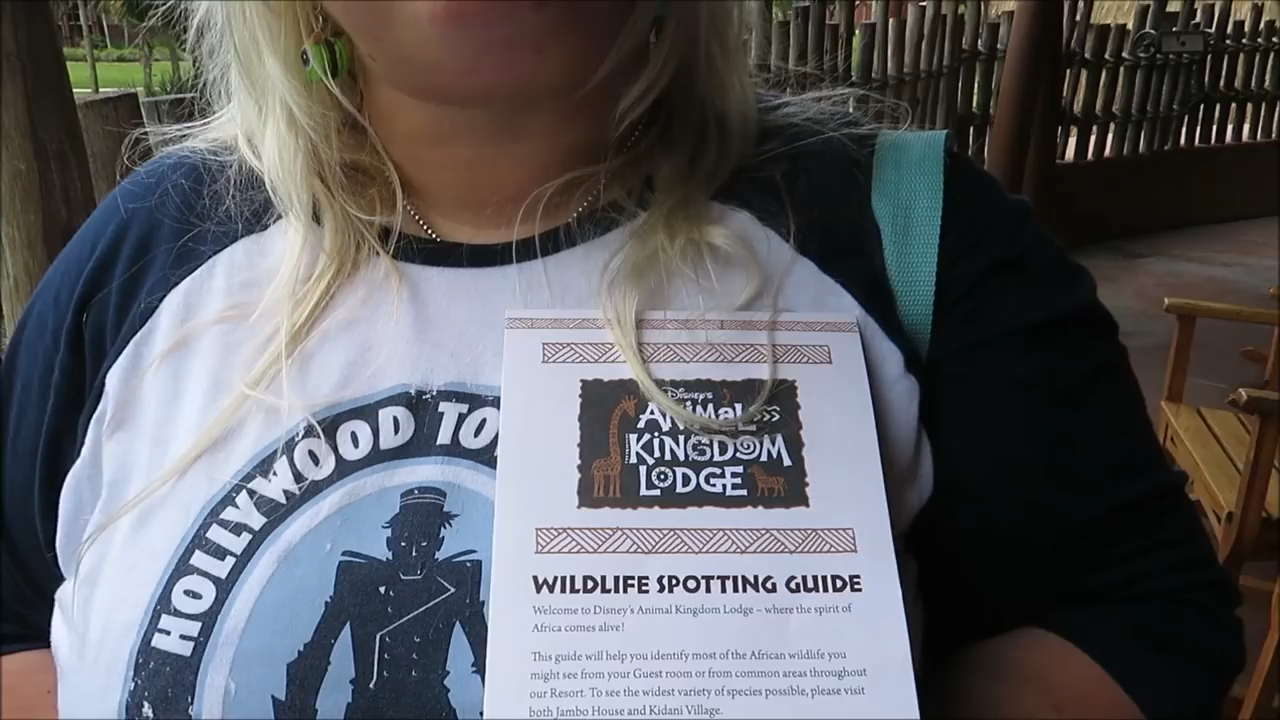 HOLLYWOOD TO
DISNEY'S
ANIMAL
KINGDOM
LODGE
WILDLIFE SPOTTING GUIDE
Welcome to Disney's Animal Kingdom Lodge – where the spirit of
Africa comes alive!
This guide will help you identify most of the African wildlife you
might see from your Guest room or from common areas throughout
our Resort. To see the widest variety of species possible, please visit
both Jambo House and Kidani Village.